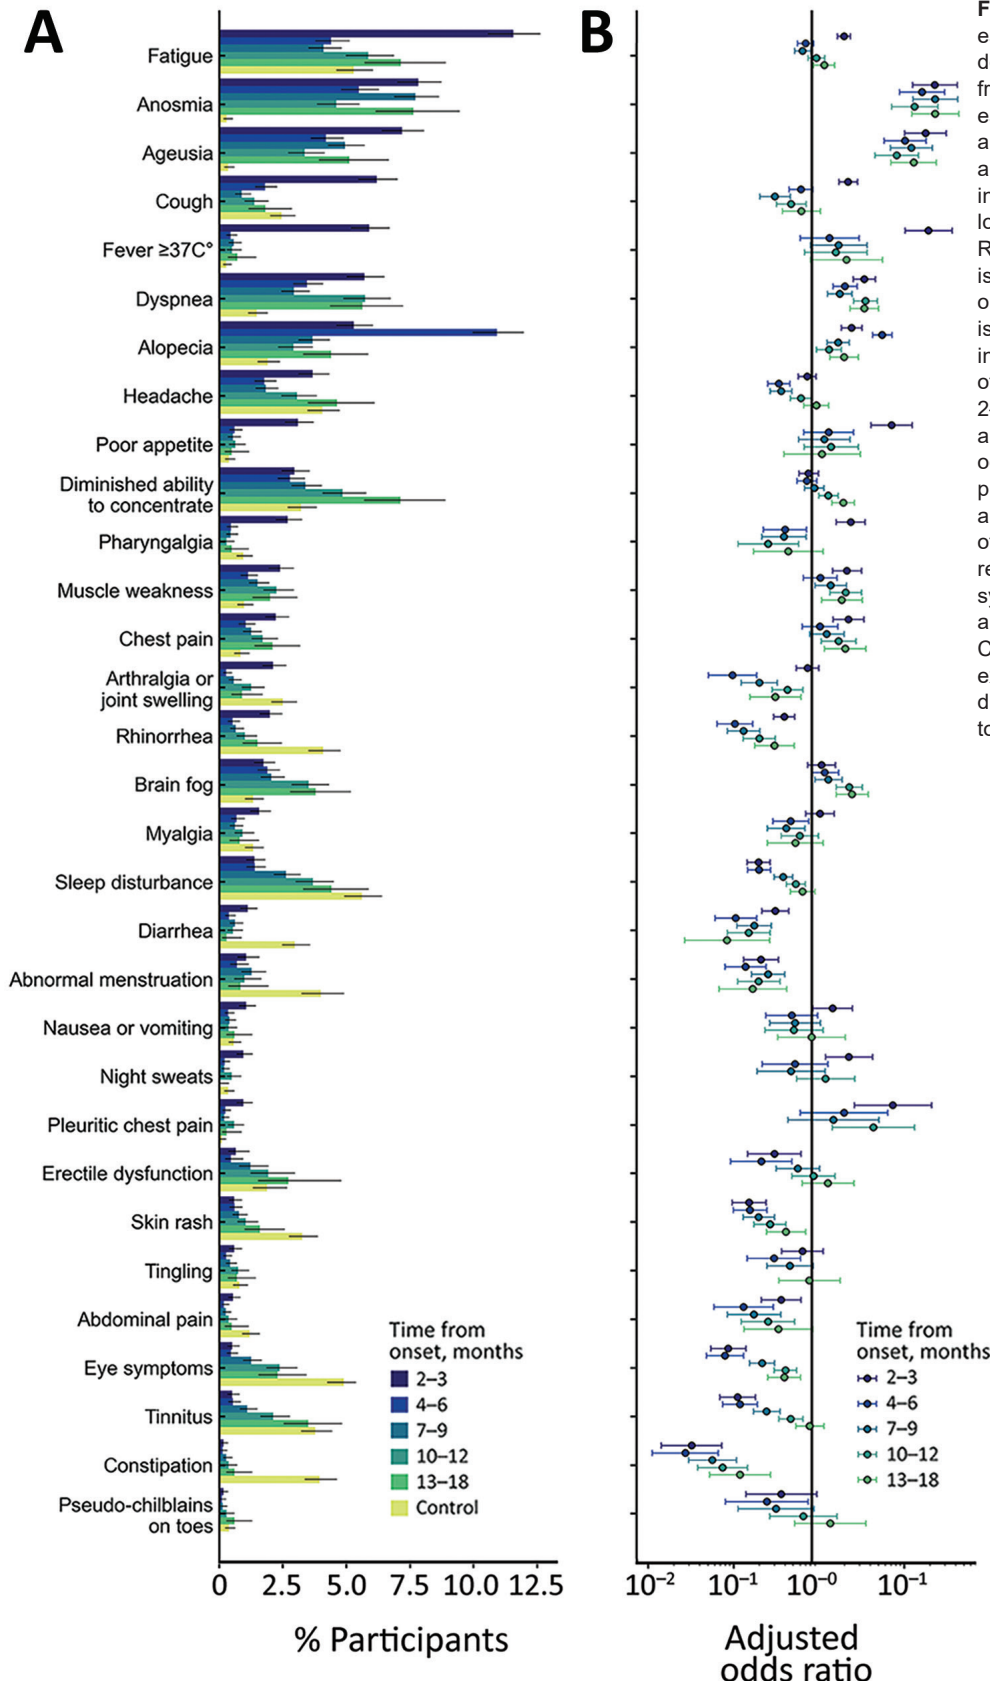 A
B
Fatigue
Anosmia
Ageusia
Cough
Fever ≥37C°
Dyspnea
Alopecia
Headache
Poor appetite
Diminished ability
to concentrate
Pharyngalgia
Muscle weakness
Chest pain
Arthralgia or
joint swelling
Rhinorrhea
Brain fog
Myalgia
Sleep disturbance
Diarrhea
Abnormal menstruation
Nausea or vomiting
Night sweats
Pleuritic chest pain
Erectile dysfunction
Skin rash
Tingling
Abdominal pain
Eye symptoms
Tinnitus
Constipation
Pseudo-chilblains
on toes
Time from
onset, months
2–3
4–6
7–9
10–12
13–18
Control
0 2.5 5.0 7.5 10.0 12.5
% Participants
Time from
onset, months
2–3
4–6
7–9
10–12
13–18
10⁻² 10⁻¹ 10⁻⁰ 10⁻¹
Adjusted
odds ratio